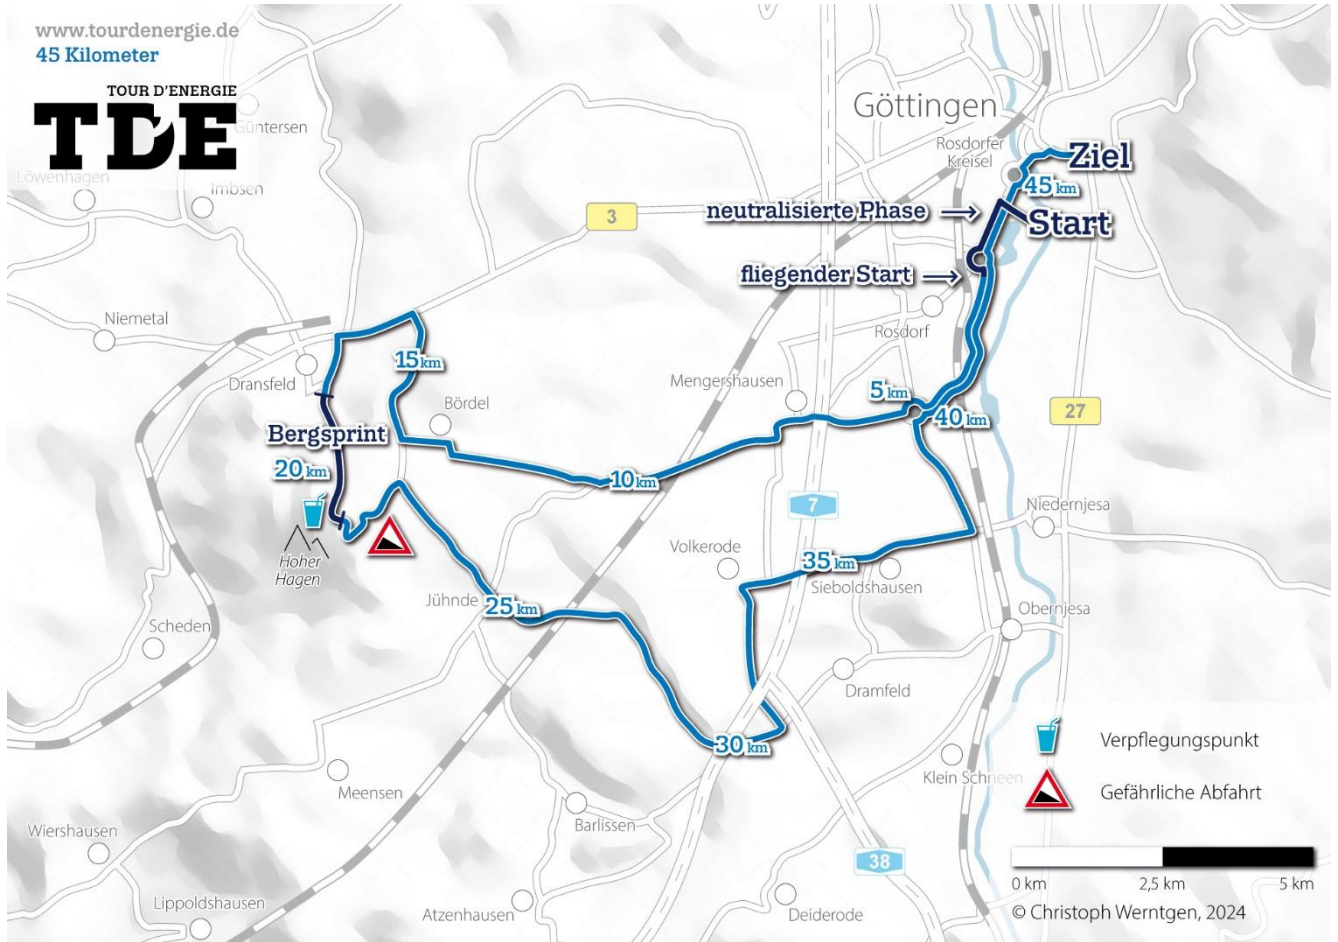 www.tourdenergie.de
45 Kilometer
TOUR D'ENERGIE
TDE
Güntersen
Löwenhagen
Imbsen
Göttingen
Rosdorfer
Kreisel
Ziel
45 km
neutralisierte Phase
Start
3
fliegender Start
Niemetal
Rosdorf
Dransfeld
15 km
Mengershausen
5 km
Bördel
40 km
27
Bergsprint
20 km
10 km
7
Niedernjesa
Hoher
Hagen
Volkerode
35 km
Sieboldshausen
Jühnde
25 km
Obernjesa
Scheden
Dramfeld
30 km
Verpflegungspunkt
Klein Schneen
Gefährliche Abfahrt
Meensen
Barlissen
Wiershausen
38
0 km
2,5 km
5 km
Lippoldshausen
Atzenhausen
Deiderode
© Christoph Werntgen, 2024